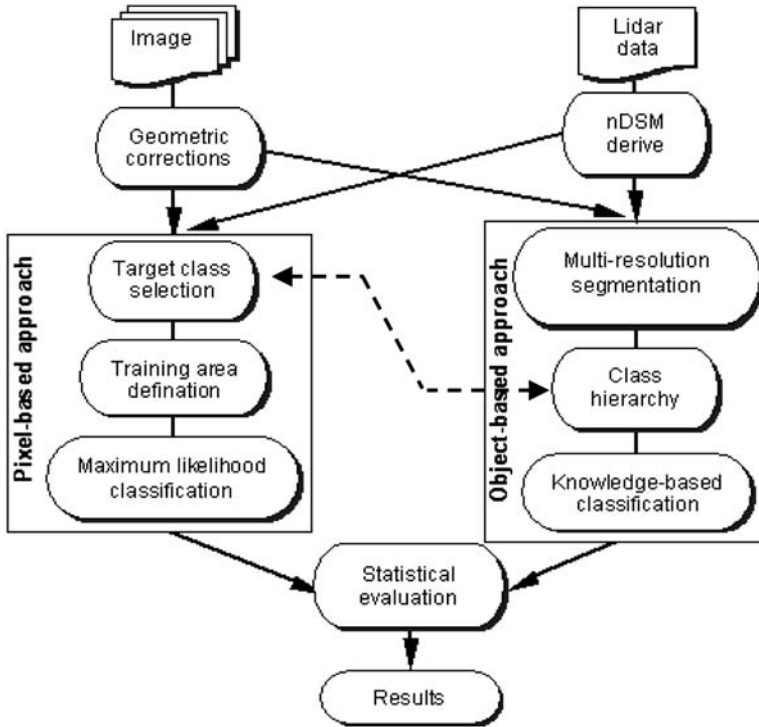 Image
Lidar
data
Geometric
corrections
nDSM
derive
Pixel-based approach
Target class
selection
Training area
defination
Maximum likelihood
classification
Object-based approach
Multi-resolution
segmentation
Class
hierarchy
Knowledge-based
classification
Statistical
evaluation
Results